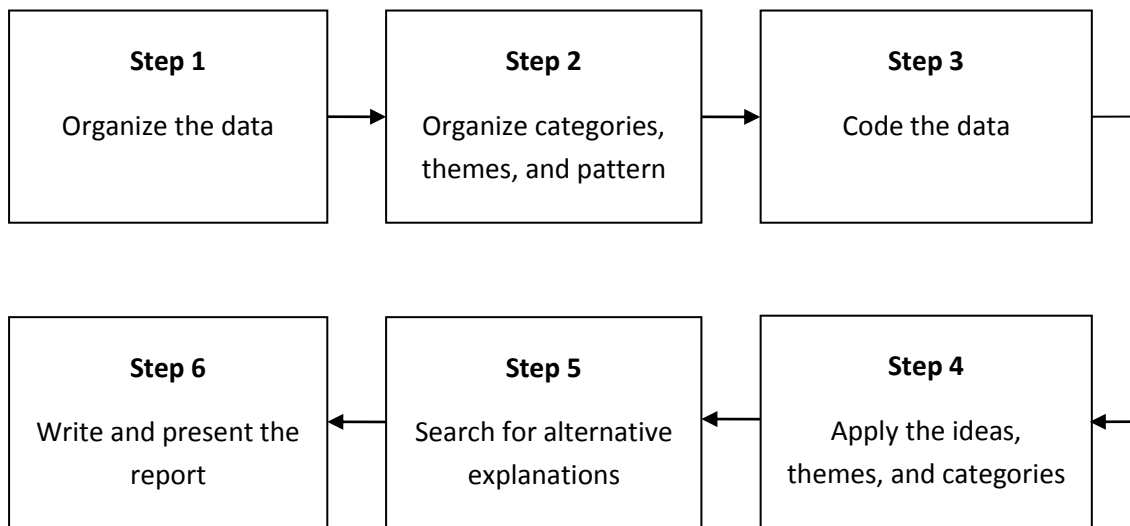 Step 1
Organize the data
Step 2
Organize categories,
themes, and pattern
Step 3
Code the data
Step 4
Apply the ideas,
themes, and categories
Step 5
Search for alternative
explanations
Step 6
Write and present the
report